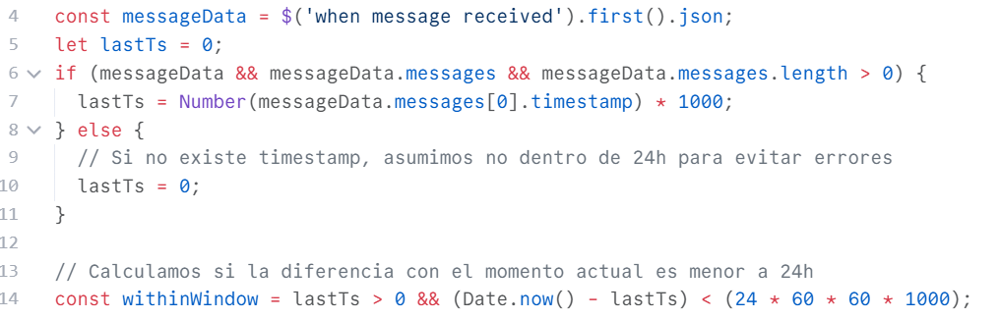 4 const messageData = $('when message received').first().json;
5 let lastTs = 0;
6 if (messageData && messageData.messages && messageData.messages.length > 0) {
7 lastTs = Number(messageData.messages[0].timestamp) * 1000;
8 } else {
9 // Si no existe timestamp, asumimos no dentro de 24h para evitar errores
10 lastTs = 0;
11 }
12
13 // Calculamos si la diferencia con el momento actual es menor a 24h
14 const withinWindow = lastTs > 0 && (Date.now() - lastTs) < (24 * 60 * 60 * 1000);